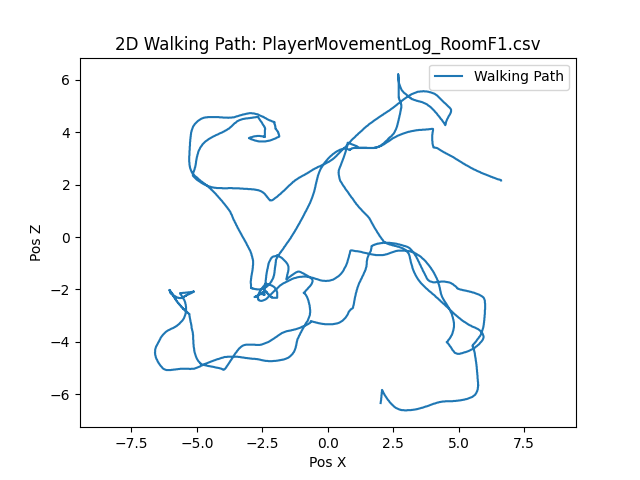 2D Walking Path: PlayerMovementLog_RoomF1.csv
Walking Path
6
4
2
0
−2
−4
−6
Pos Z
−7.5 −5.0 −2.5 0.0 2.5 5.0 7.5
Pos X